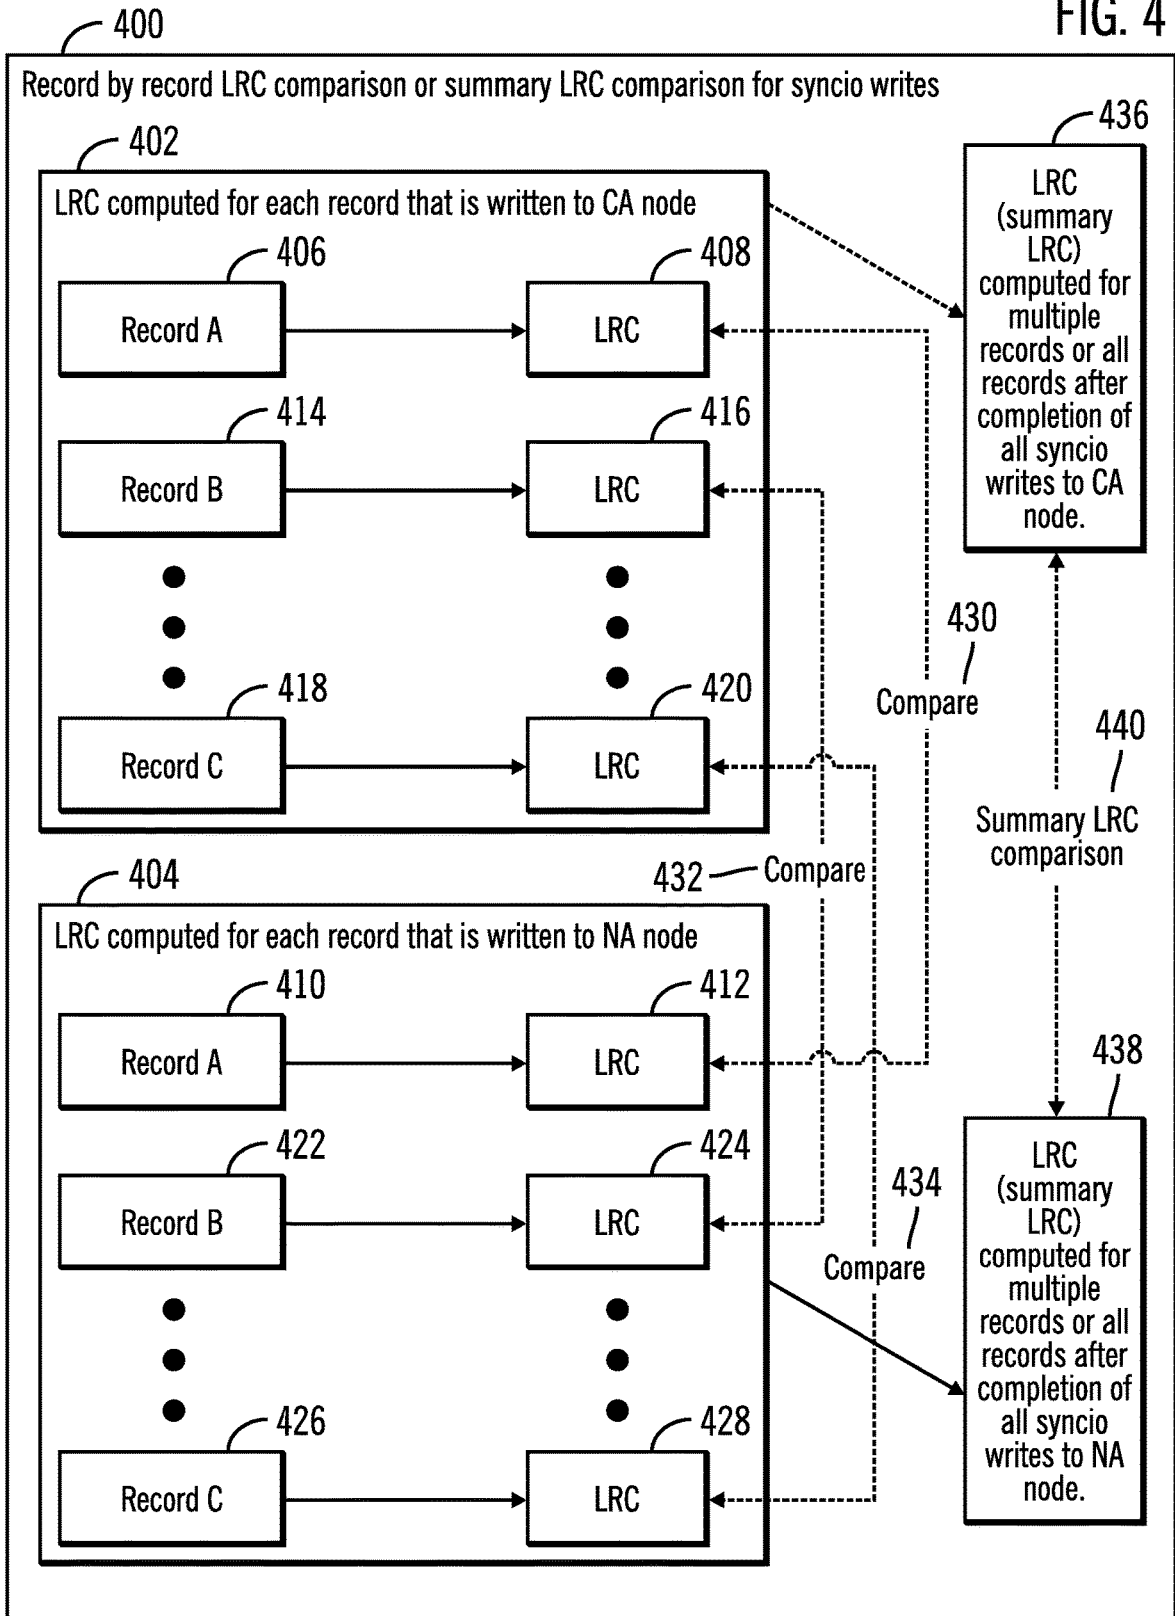 FIG. 4
400
Record by record LRC comparison or summary LRC comparison for syncio writes
402
LRC computed for each record that is written to CA node
406
408
Record A
LRC
414
416
Record B
LRC
418
420
Record C
LRC
436
LRC
(summary
LRC)
computed for
multiple
records or all
records after
completion of
all syncio
writes to CA
node.
430
Compare
440
Summary LRC
comparison
432
Compare
404
LRC computed for each record that is written to NA node
410
412
Record A
LRC
422
424
Record B
LRC
434
Compare
426
428
Record C
LRC
438
LRC
(summary
LRC)
computed for
multiple
records or all
records after
completion of
all syncio
writes to NA
node.